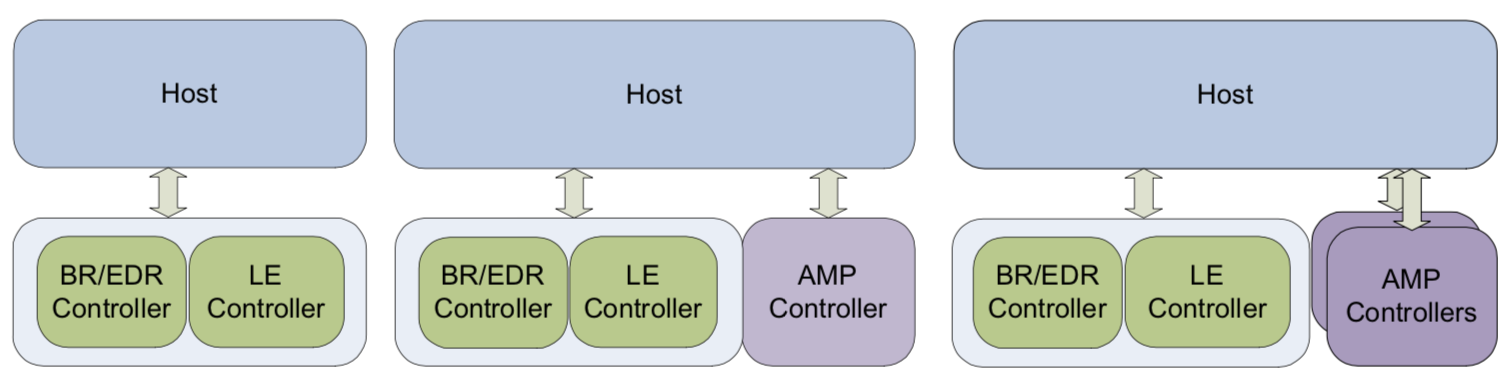 Host
BR/EDR
Controller
LE
Controller
Host
BR/EDR
Controller
LE
Controller
AMP
Controller
Host
BR/EDR
Controller
LE
Controller
AMP
Controllers